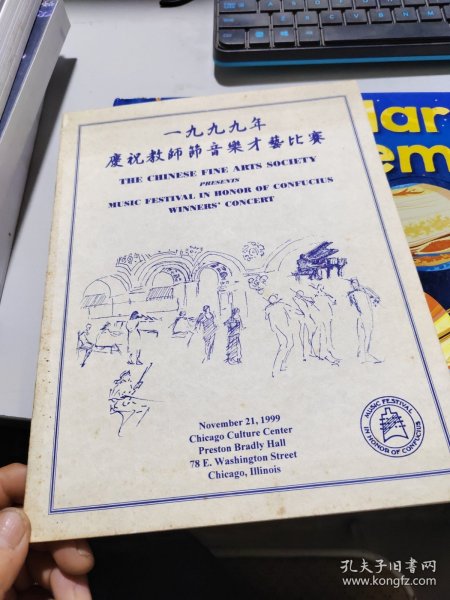 一九九九年
慶祝教師節音樂才藝比賽
THE CHINESE FINE ARTS SOCIETY
PRESENTS
MUSIC FESTIVAL IN HONOR OF CONFUCIUS
WINNERS' CONCERT
November 21, 1999
Chicago Culture Center
Preston Bradly Hall
78 E. Washington Street
Chicago, Illinois
MUSIC FESTIVAL
IN HONOR OF CONFUCIUS
lar
em
孔夫子旧书网
www.kongfz.com